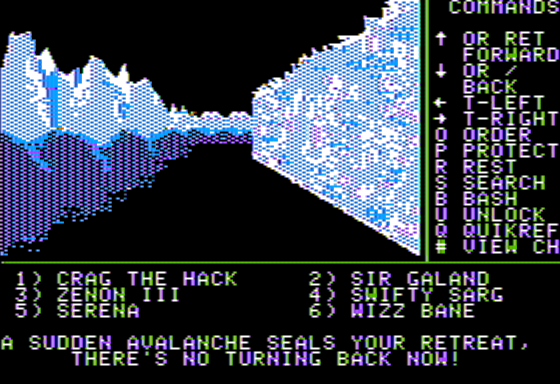 COMMANDS
↑ OR RET
FORWARD
↓ OR /
BACK
← T-LEFT
→ T-RIGHT
O ORDER
P PROTECT
R REST
S SEARCH
B BASH
U UNLOCK
Q QUIKREF
# VIEW CH
1) CRAG THE HACK 2) SIR GALAND
3) ZENON III 4) SWIFTY SARG
5) SERENA 6) WIZZ BANE
A SUDDEN AVALANCHE SEALS YOUR RETREAT,
THERE'S NO TURNING BACK NOW!